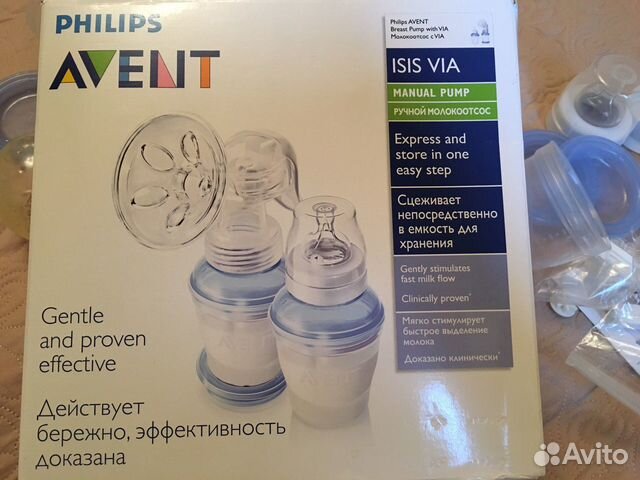 PHILIPS
AVENT
Philips AVENT
Breast Pump with VIA
Молокоотсос с VIA
ISIS VIA
MANUAL PUMP
РУЧНОЙ МОЛОКООТСОС
Express and
store in one
easy step
Сцеживает
непосредственно
в емкость для
хранения
Gently stimulates
fast milk flow
Clinically proven*
Мягко стимулирует
быстрое выделение
молока
Доказано клинически*
Gentle
and proven
effective
Действует
бережно, эффективность
доказана
AVENT
Avito